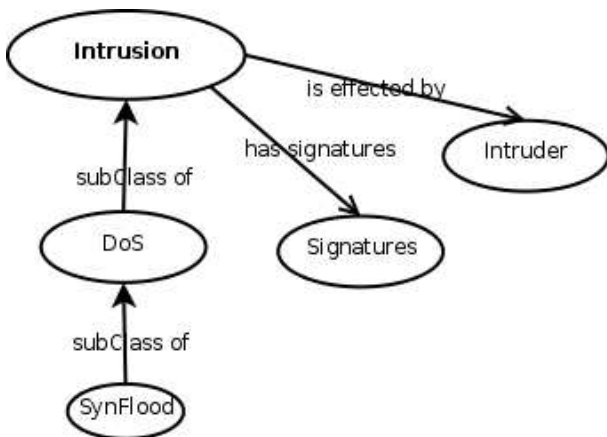 Intrusion
is effected by
has signatures
Intruder
subClass of
DoS
Signatures
subClass of
SynFlood